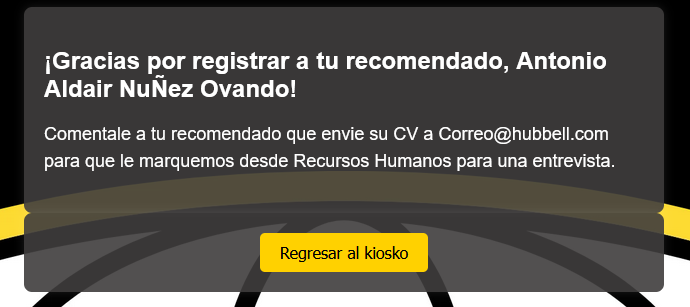 ¡Gracias por registrar a tu recomendado, Antonio
Aldair NuÑez Ovando!
Comentale a tu recomendado que envie su CV a Correo@hubbell.com
para que le marquemos desde Recursos Humanos para una entrevista.
Regresar al kiosko